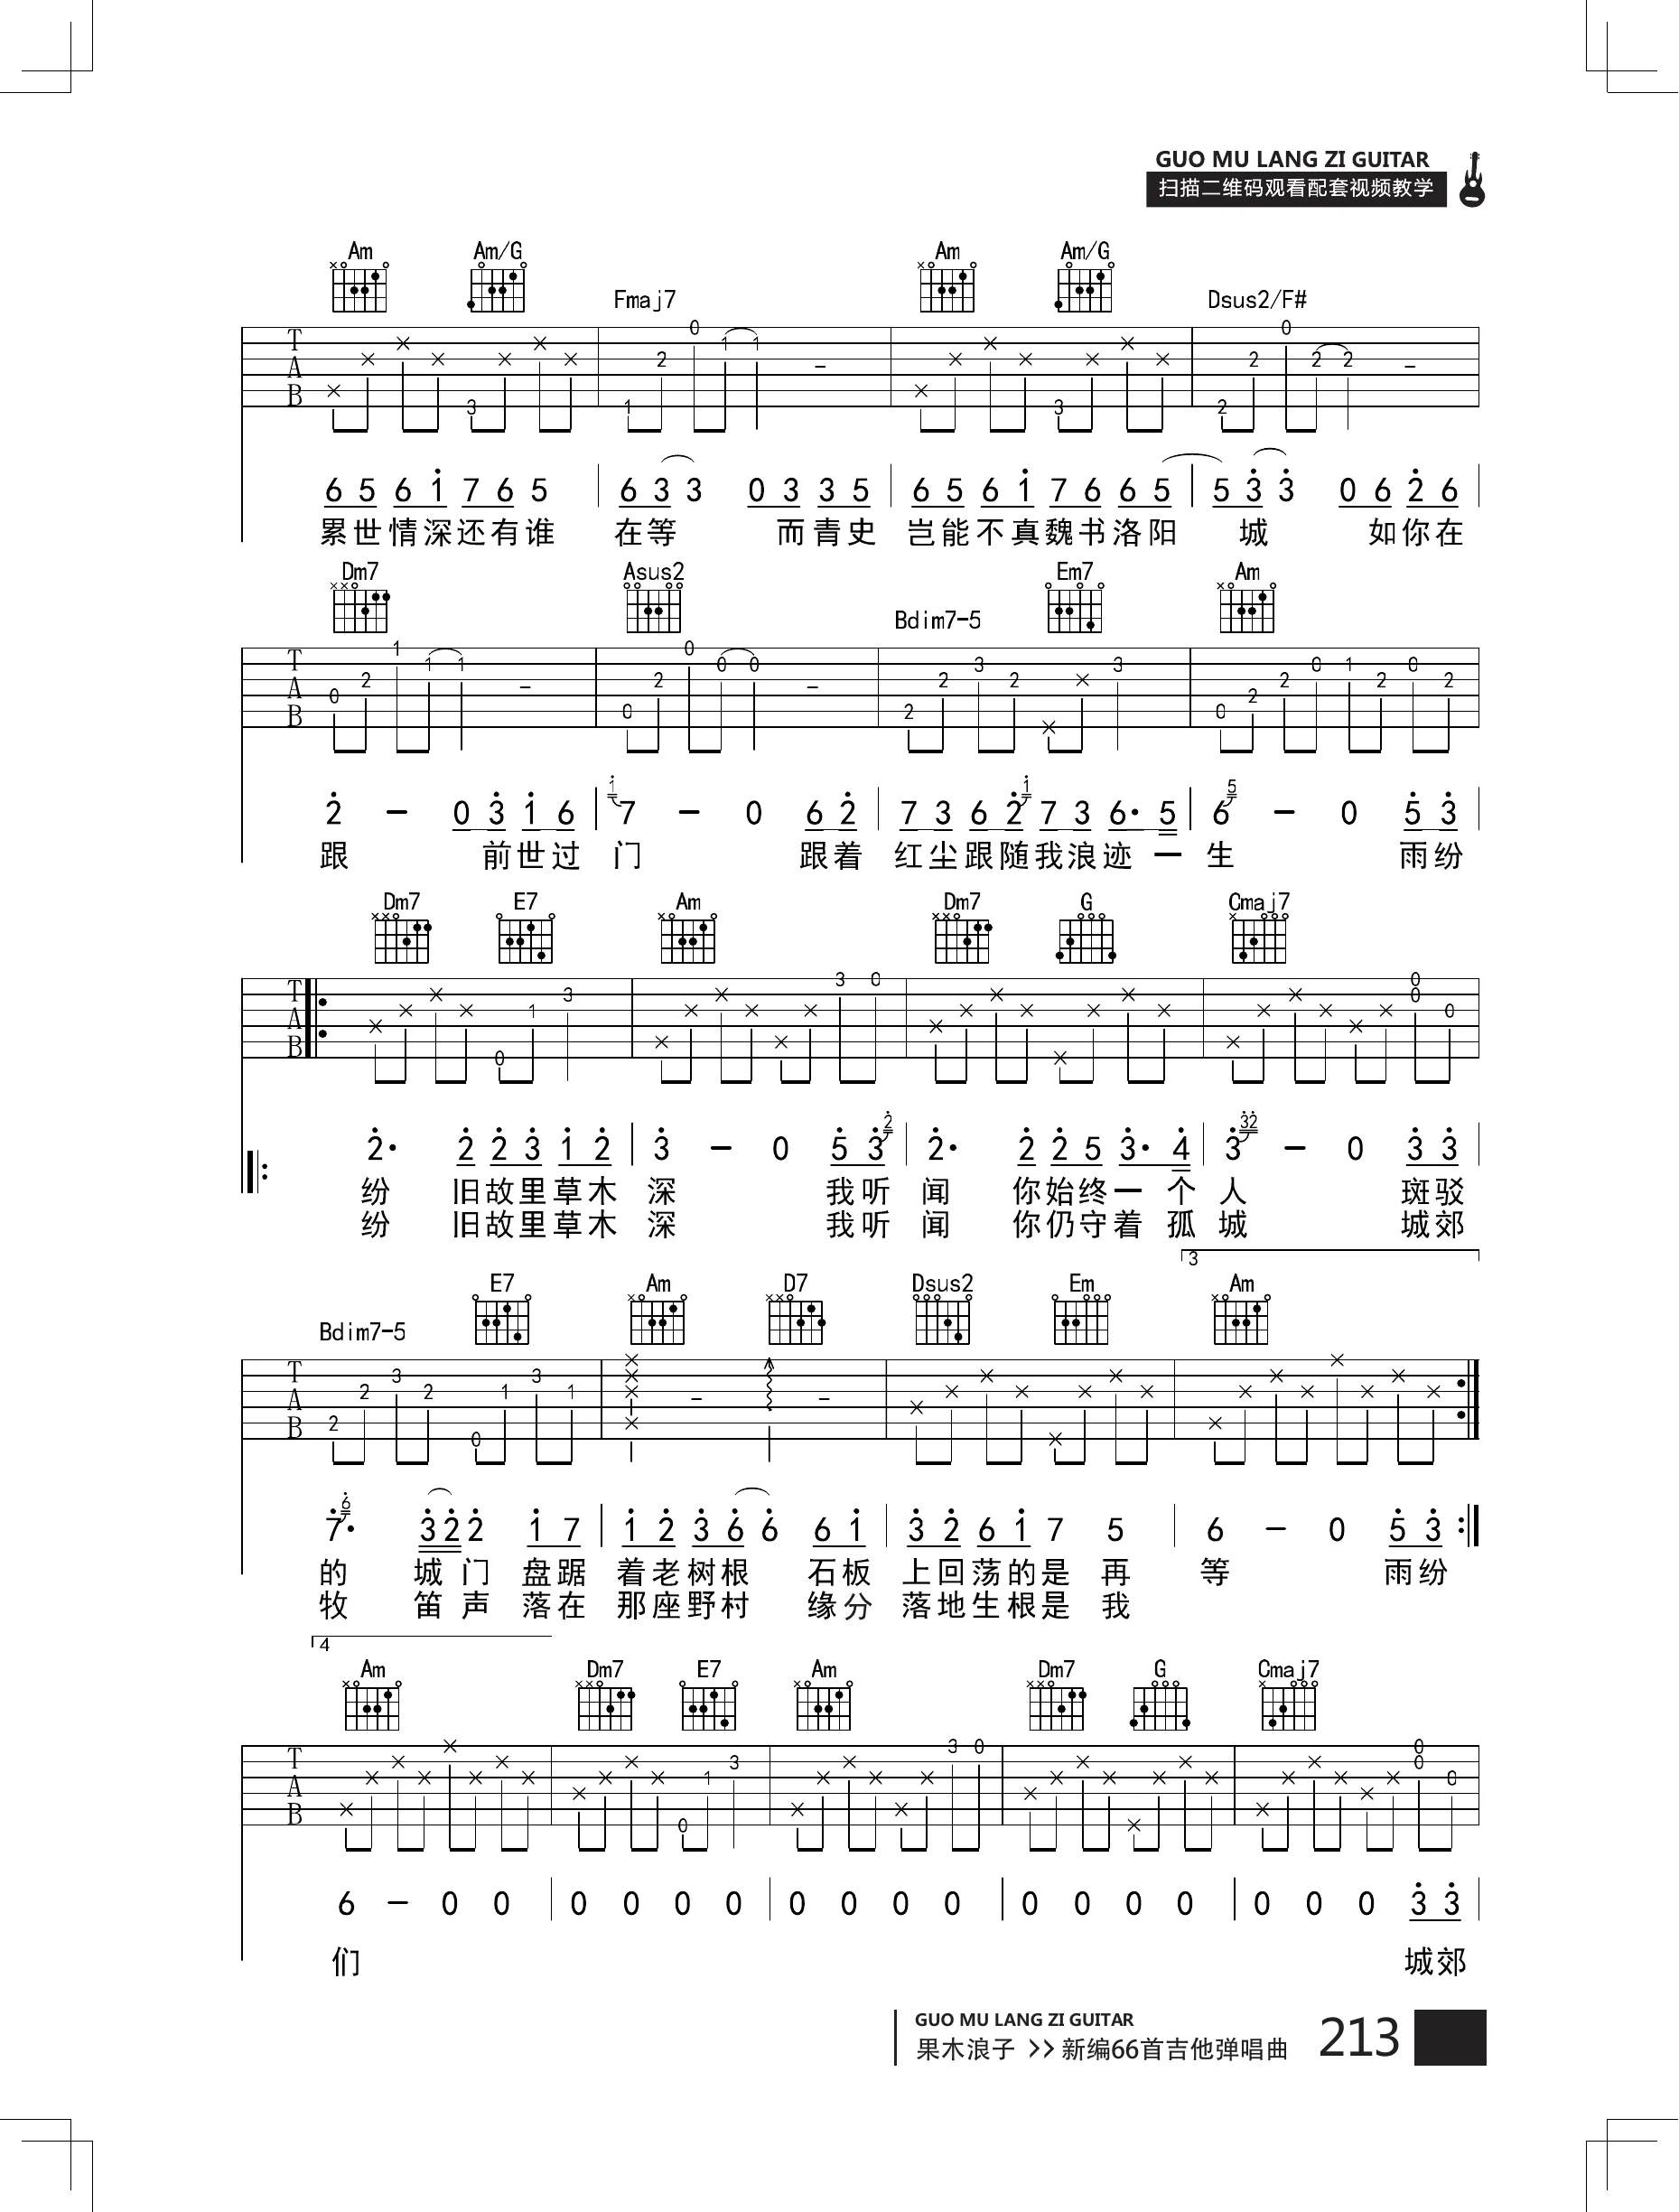 GUO MU LANG ZI GUITAR
扫描二维码观看配套视频教学
Am Am/G Fmaj7 Am Am/G Dsus2/F#
6 5 6 1 7 6 5 6 3 3 0 3 3 5 6 5 6 1 7 6 6 5 5 3 3 0 6 2 6
累世情深还有谁 在等 而青史 岂能不真魏书洛阳 城 如你在
Dm7 Asus2 Bdim7-5 Em7 Am
2 – 0 3 1 6 1 7 – 0 6 2 7 3 6 2 1 7 3 6· 5 6 5 – 0 5 3
跟 前世过 门 跟着 红尘跟随我浪迹一 生 雨纷
Dm7 E7 Am Dm7 G Cmaj7
2· 2 2 3 1 2 3 – 0 5 3 2 2· 2 2 5 3· 4 3 32 – 0 3 3
纷 旧故里草木 深 我听 闻 你始终一 个 人 斑驳
纷 旧故里草木 深 我听 闻 你仍守着 孤 城 城郊
3
E7 Am D7 Dsus2 Em Am
Bdim7-5
7· 6 3 2 2 1 7 1 2 3 6 6 6 1 3 2 6 1 7 5 6 – 0 5 3
的 城 门 盘踞 着老树根 石板 上回荡的是 再 等 雨纷
牧 笛 声 落在 那座野村 缘分 落地生根是 我
4
Am Dm7 E7 Am Dm7 G Cmaj7
6 – 0 0 0 0 0 0 0 0 0 0 0 0 0 0 0 0 0 3 3
们 城郊
GUO MU LANG ZI GUITAR
果木浪子 >> 新编66首吉他弹唱曲 213